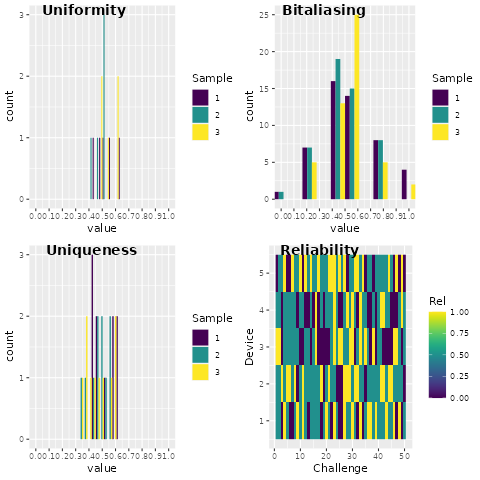 Uniformity
count
3
2
1
0
0.00.10.20.30.40.50.60.70.80.91.0
value
Sample
1
2
3
Bitaliasing
count
25
20
15
10
5
0
0.00.10.20.30.40.50.60.70.80.91.0
value
Sample
1
2
3
Uniqueness
count
3
2
1
0
0.00.10.20.30.40.50.60.70.80.91.0
value
Sample
1
2
3
Reliability
Device
5
4
3
2
1
0 10 20 30 40 50
Challenge
Rel
1.00
0.75
0.50
0.25
0.00